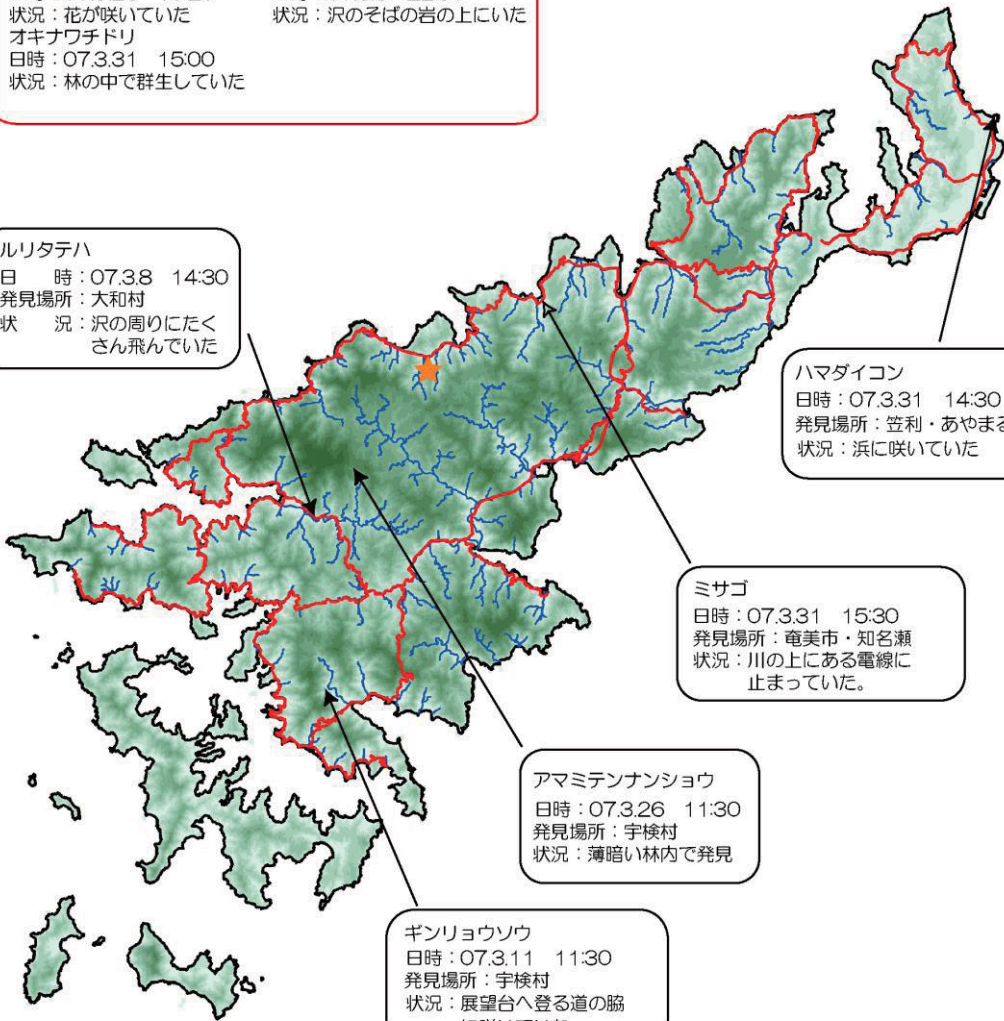 状況：花が咲いていた
状況：沢のそばの岩の上にいた
オキナワチドリ
日時：07.3.31 15:00
状況：林の中で群生していた
ルリタテハ
日　時：07.3.8 14:30
発見場所：大和村
状　況：沢の周りにたく
さん飛んでいた
ハマダイコン
日時：07.3.31 14:30
発見場所：笠利・あやまる
状況：浜に咲いていた
ミサゴ
日時：07.3.31 15:30
発見場所：奄美市・知名瀬
状況：川の上にある電線に
止まっていた。
アマミテンナンショウ
日時：07.3.26 11:30
発見場所：宇検村
状況：薄暗い林内で発見
ギンリョウソウ
日時：07.3.11 11:30
発見場所：宇検村
状況：展望台へ登る道の脇